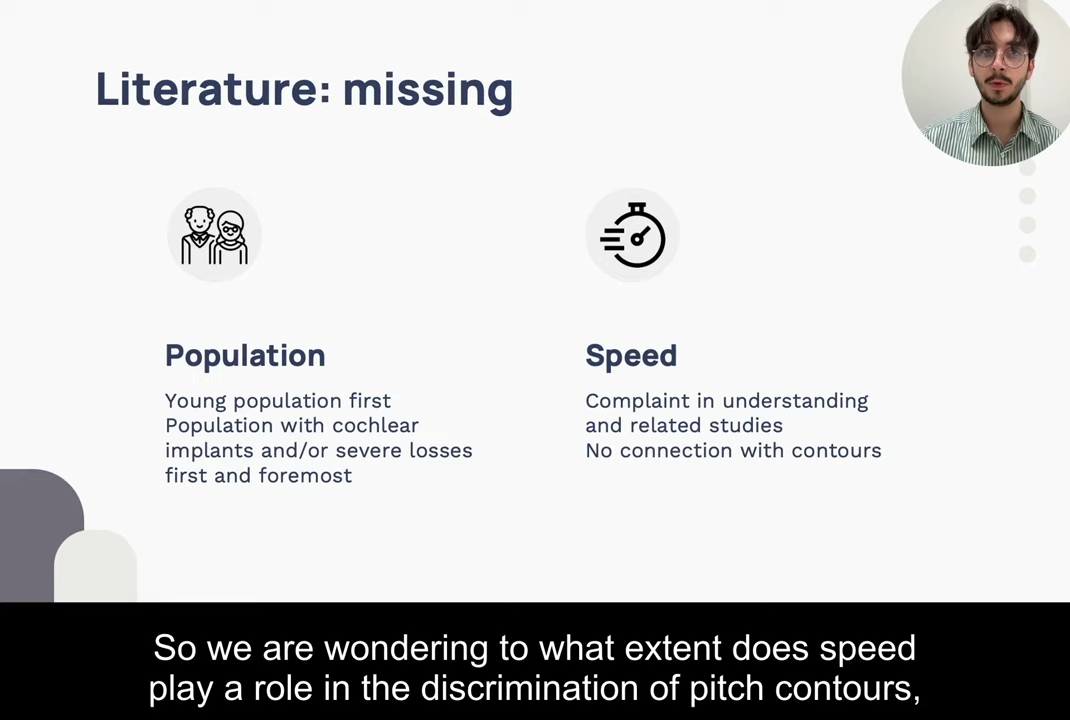 Literature: missing
Population
Young population first
Population with cochlear
implants and/or severe losses
first and foremost
Speed
Complaint in understanding
and related studies
No connection with contours
So we are wondering to what extent does speed
play a role in the discrimination of pitch contours,